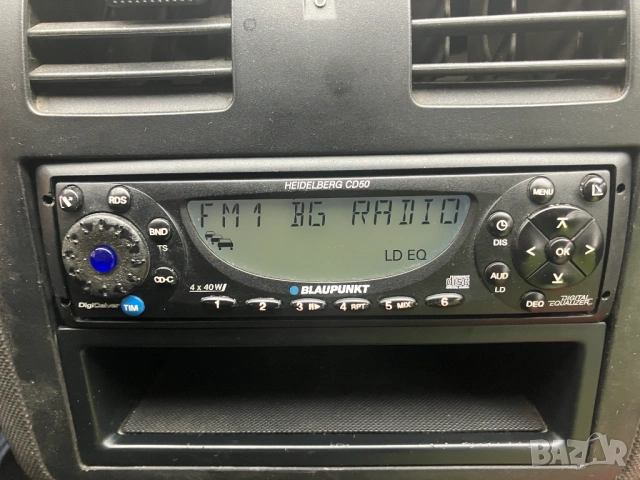 HEIDELBERG CD50
RDS
MENU
BND
TS
FM1 BG RADIO
DIS
OK
LD EQ
CD-C
AUD
LD
4 x 40W
BLAUPUNKT
DigiCeiver
TIM
1 2 3 4 RPT 5 MIX 6
DEQ
DIGITAL EQUALIZER
BAZAR